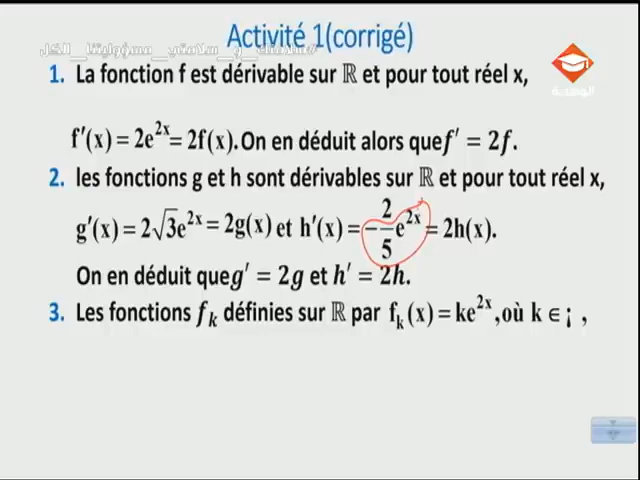 Activité 1(corrigé)
#سلامتك_و_سلامتي_مسؤوليتنا_الكل
الوطنية
1. La fonction f est dérivable sur ℝ et pour tout réel x,
f′(x) = 2e^{2x} = 2f(x). On en déduit alors que f′ = 2f.
2. les fonctions g et h sont dérivables sur ℝ et pour tout réel x,
g′(x) = 2√3e^{2x} = 2g(x) et h′(x) = −2/5 e^{2x} = 2h(x).
On en déduit que g′ = 2g et h′ = 2h.
3. Les fonctions f_k définies sur ℝ par f_k(x) = ke^{2x}, où k ∈ ¡ ,